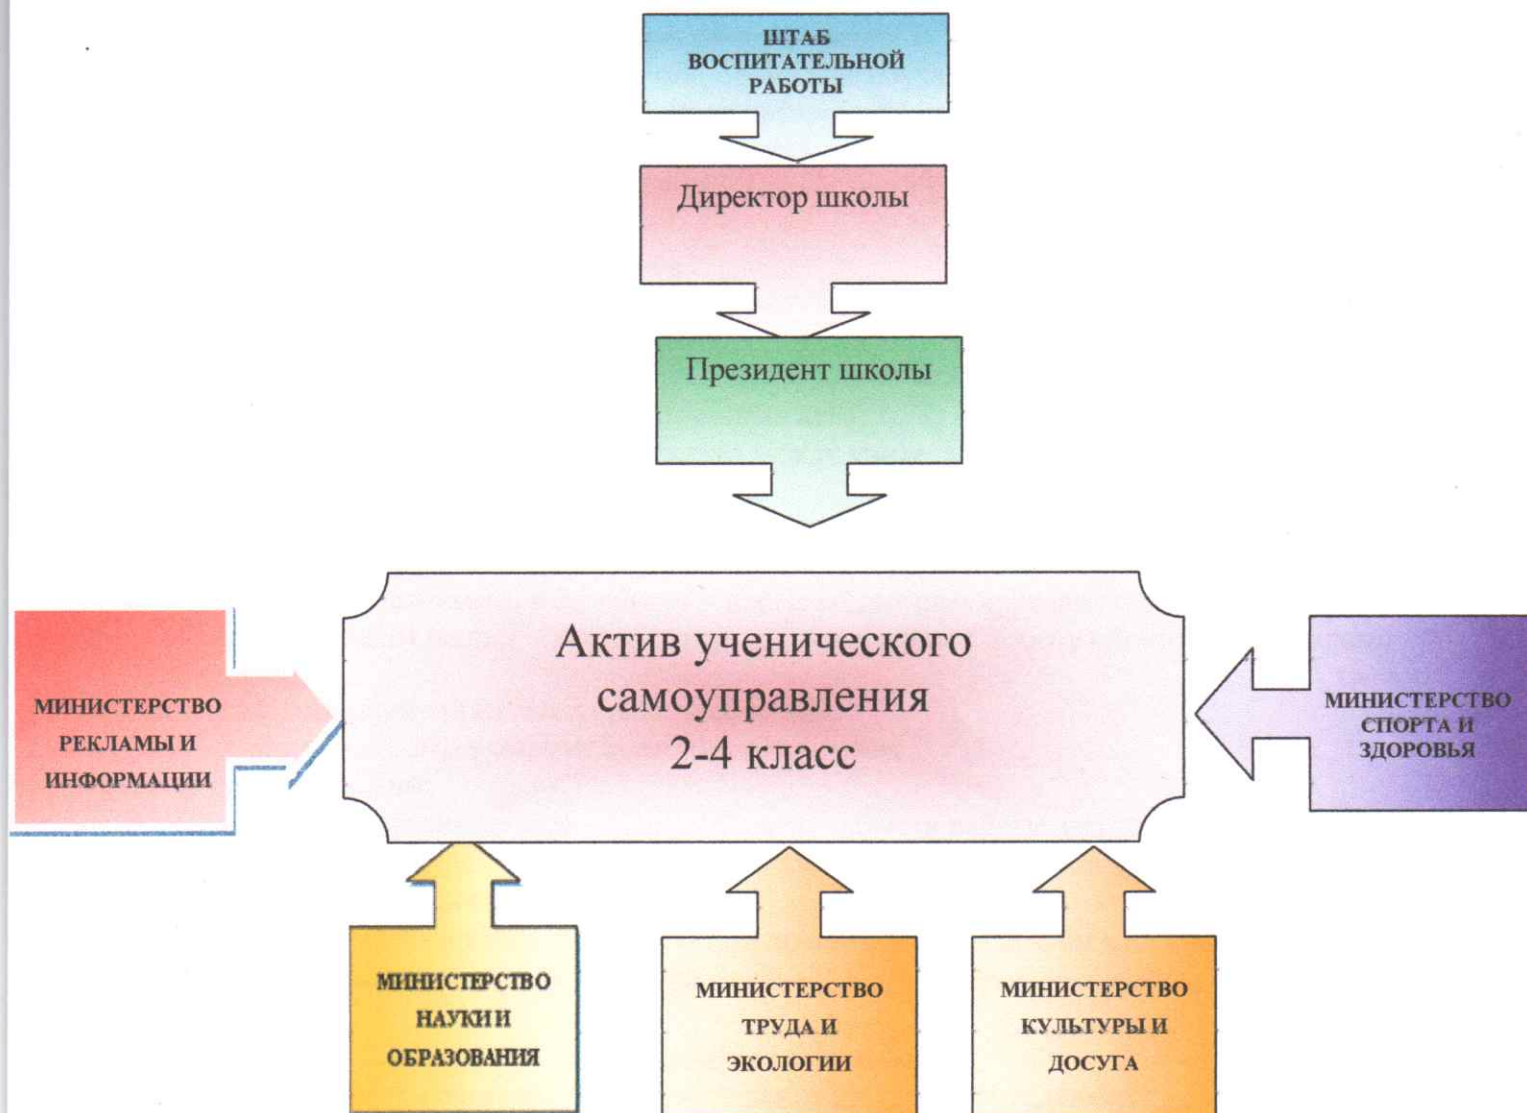 ШТАБ
ВОСПИТАТЕЛЬНОЙ
РАБОТЫ
Директор школы
Президент школы
Актив ученического
самоуправления
2-4 класс
МИНИСТЕРСТВО
РЕКЛАМЫ И
ИНФОРМАЦИИ
МИНИСТЕРСТВО
СПОРТА И
ЗДОРОВЬЯ
МИНИСТЕРСТВО
НАУКИ И
ОБРАЗОВАНИЯ
МИНИСТЕРСТВО
ТРУДА И
ЭКОЛОГИИ
МИНИСТЕРСТВО
КУЛЬТУРЫ И
ДОСУГА